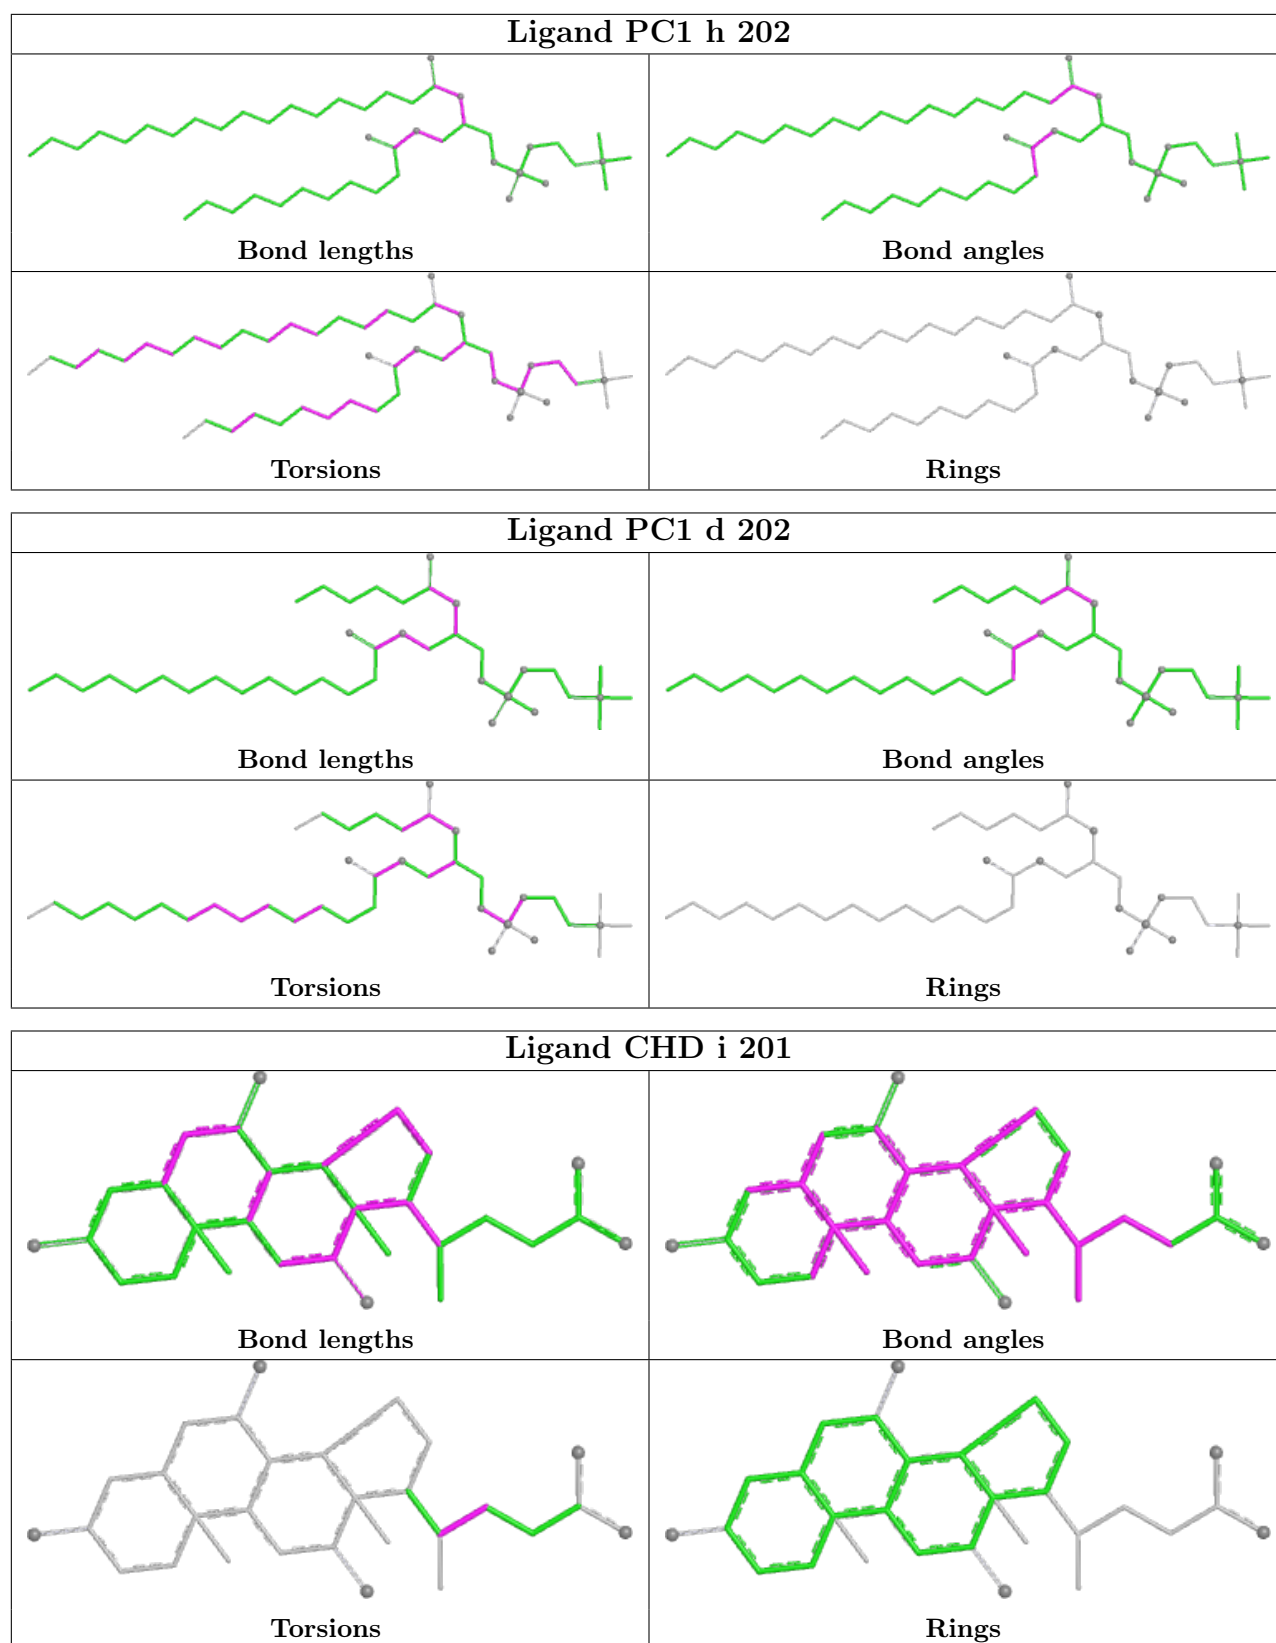 Ligand PC1 h 202
Bond lengths
Bond angles
Torsions
Rings
Ligand PC1 d 202
Bond lengths
Bond angles
Torsions
Rings
Ligand CHD i 201
Bond lengths
Bond angles
Torsions
Rings